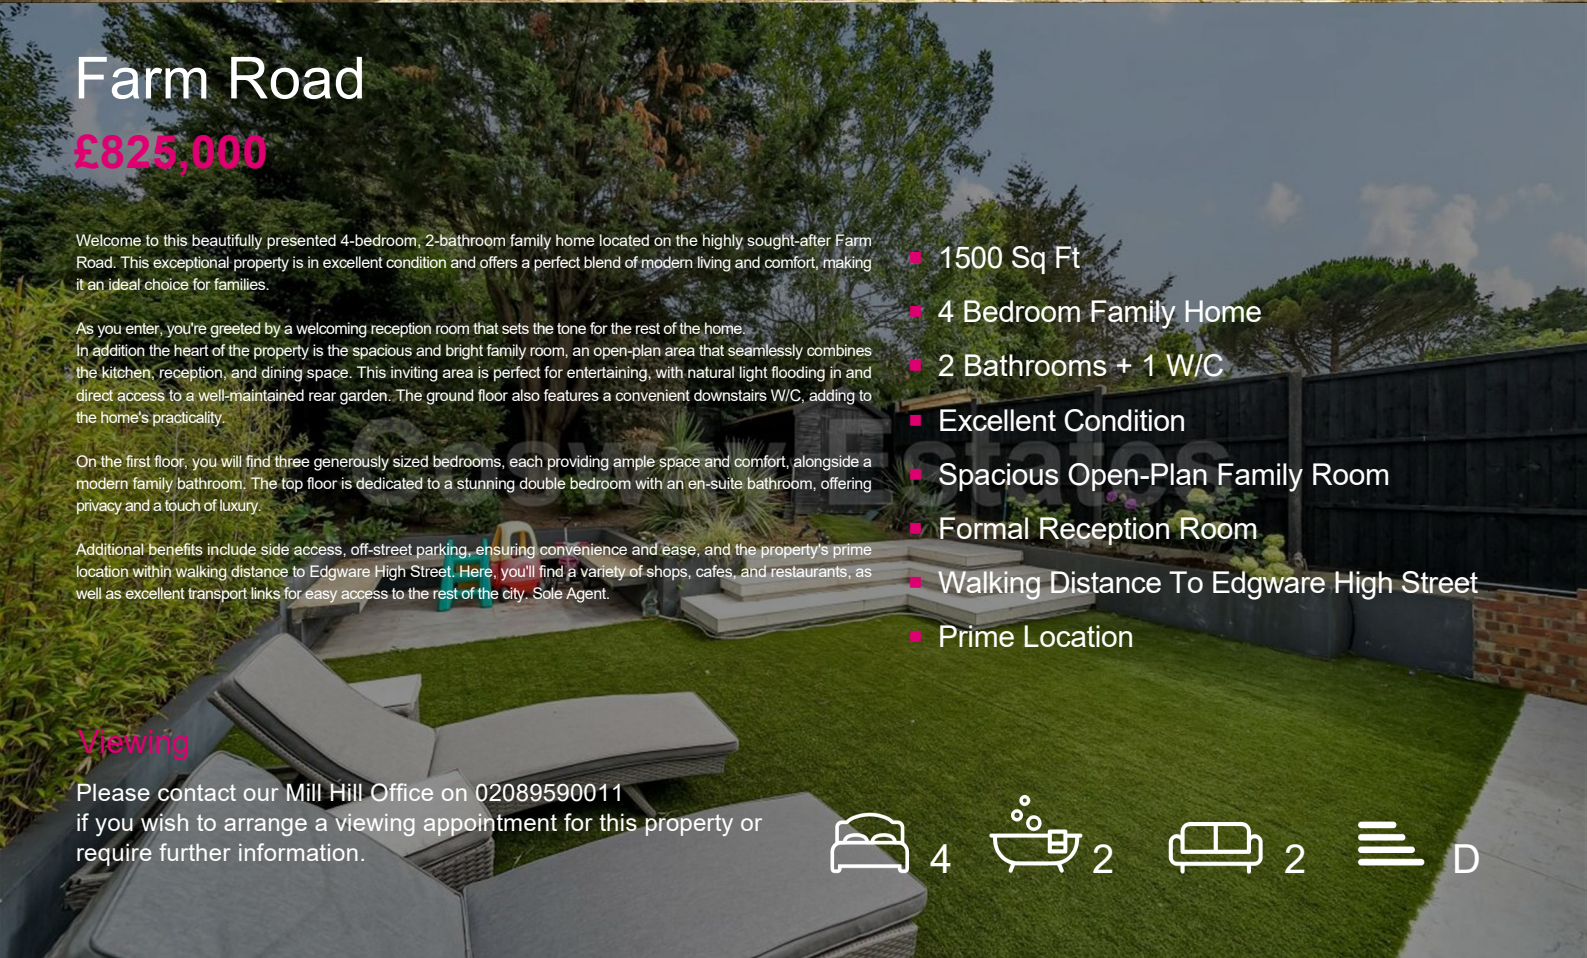 Farm Road
£825,000
Welcome to this beautifully presented 4-bedroom, 2-bathroom family home located on the highly sought-after Farm
Road. This exceptional property is in excellent condition and offers a perfect blend of modern living and comfort, making
it an ideal choice for families.
As you enter, you're greeted by a welcoming reception room that sets the tone for the rest of the home.
In addition the heart of the property is the spacious and bright family room, an open-plan area that seamlessly combines
the kitchen, reception, and dining space. This inviting area is perfect for entertaining, with natural light flooding in and
direct access to a well-maintained rear garden. The ground floor also features a convenient downstairs W/C, adding to
the home's practicality.
On the first floor, you will find three generously sized bedrooms, each providing ample space and comfort, alongside a
modern family bathroom. The top floor is dedicated to a stunning double bedroom with an en-suite bathroom, offering
privacy and a touch of luxury.
Additional benefits include side access, off-street parking, ensuring convenience and ease, and the property's prime
location within walking distance to Edgware High Street. Here, you'll find a variety of shops, cafes, and restaurants, as
well as excellent transport links for easy access to the rest of the city. Sole Agent.
1500 Sq Ft
4 Bedroom Family Home
2 Bathrooms + 1 W/C
Excellent Condition
Spacious Open-Plan Family Room
Formal Reception Room
Walking Distance To Edgware High Street
Prime Location
Cosway Estates
Viewing
Please contact our Mill Hill Office on 02089590011
if you wish to arrange a viewing appointment for this property or
require further information.
4 2 2 D